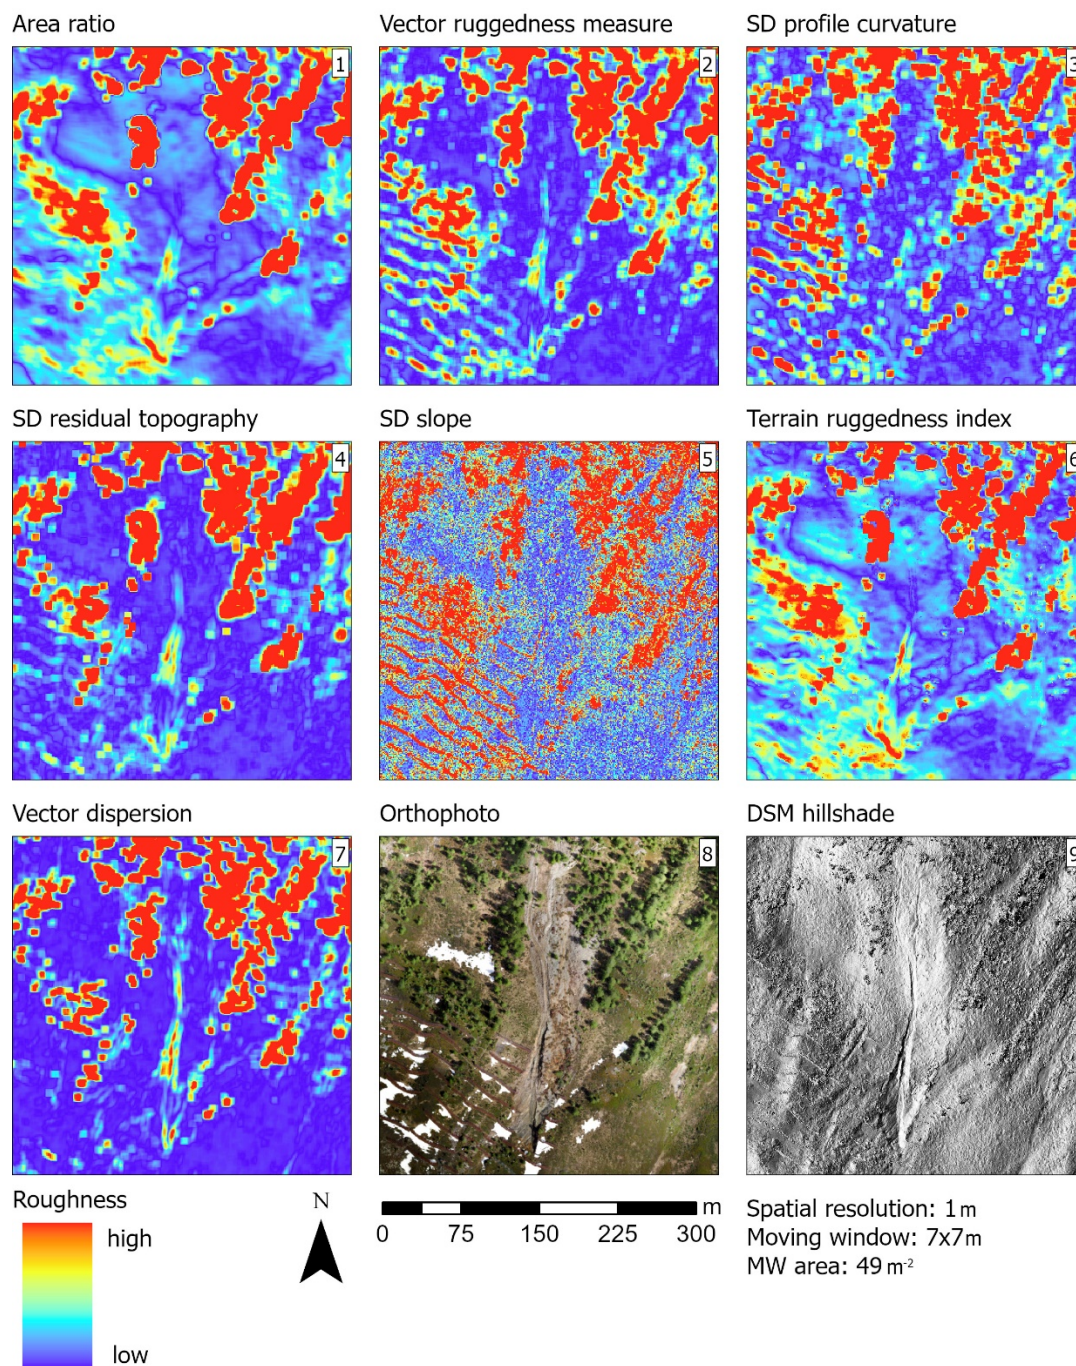 Area ratio
Vector ruggedness measure
SD profile curvature
1
2
3
SD residual topography
SD slope
Terrain ruggedness index
4
5
6
Vector dispersion
Orthophoto
DSM hillshade
7
8
9
Roughness
high
low
N
m
0 75 150 225 300
Spatial resolution: 1 m
Moving window: 7x7 m
MW area: 49 m⁻²